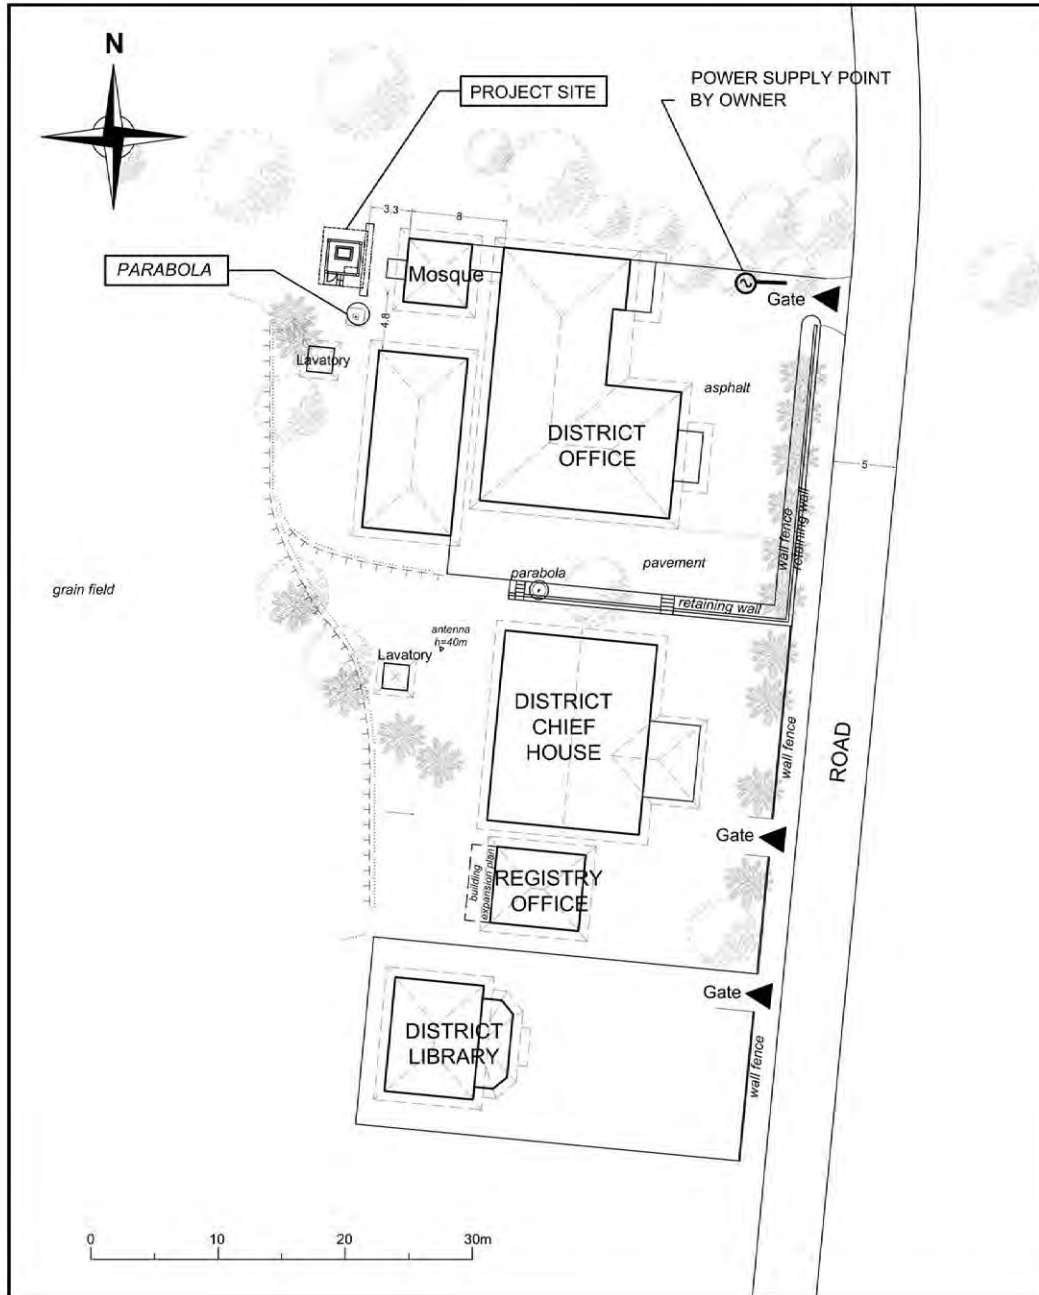 N
PROJECT SITE
POWER SUPPLY POINT
BY OWNER
3.3
8
PARABOLA
Mosque
Gate
4.8
Lavatory
asphalt
DISTRICT
OFFICE
5
wall fence
retaining wall
pavement
parabola
grain field
retaining wall
antenna
h=40m
Lavatory
DISTRICT
CHIEF
HOUSE
wall fence
ROAD
Gate
building
expansion plan
REGISTRY
OFFICE
Gate
DISTRICT
LIBRARY
wall fence
0
10
20
30m